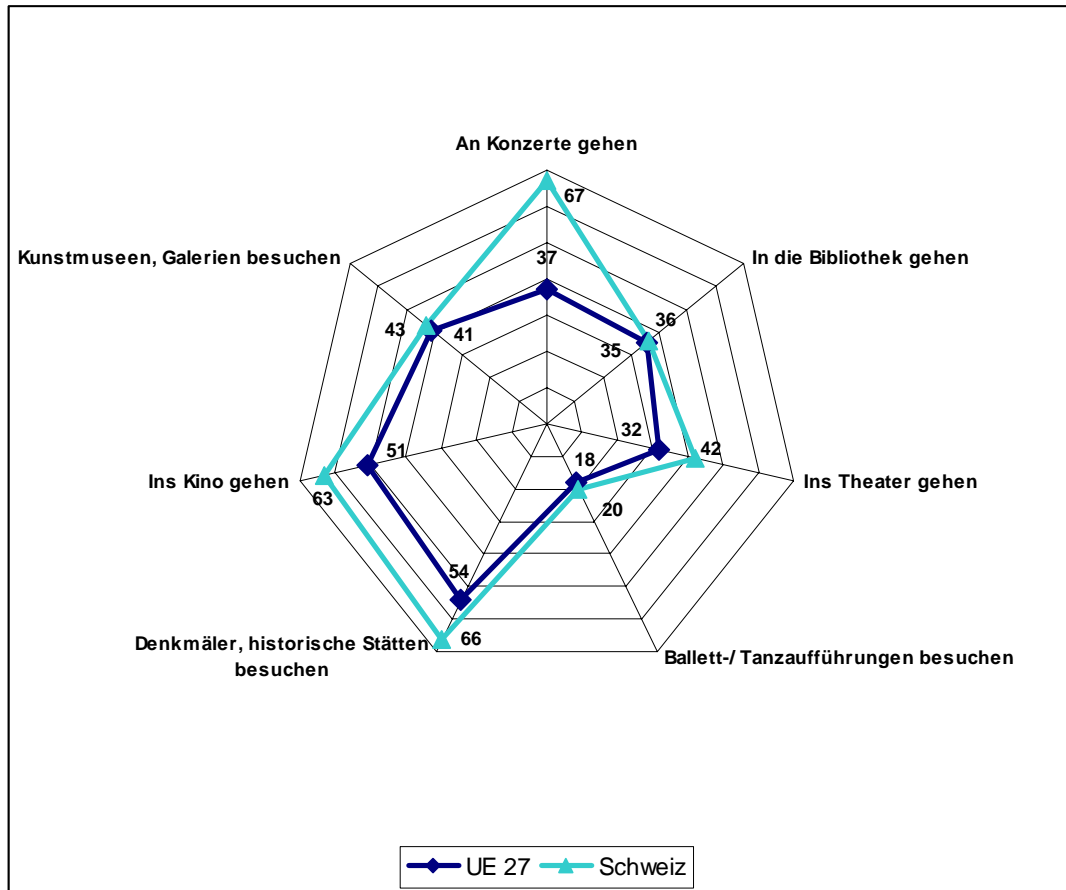 An Konzerte gehen
67
Kunstmuseen, Galerien besuchen
In die Bibliothek gehen
37
43
41
35
36
Ins Kino gehen
51
32
42
Ins Theater gehen
63
18
20
54
Denkmäler, historische Stätten
besuchen
66
Ballett-/ Tanzaufführungen besuchen
UE 27
Schweiz